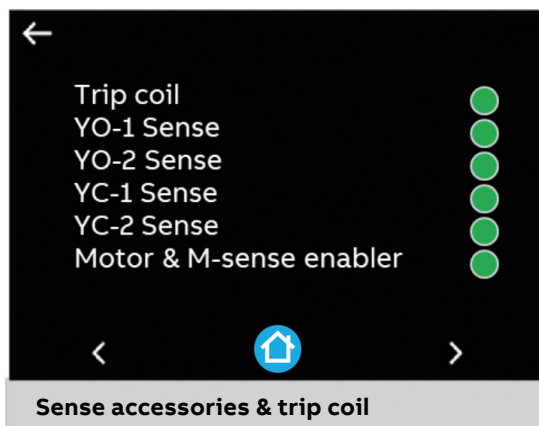 Trip coil
YO-1 Sense
YO-2 Sense
YC-1 Sense
YC-2 Sense
Motor & M-sense enabler
Sense accessories & trip coil